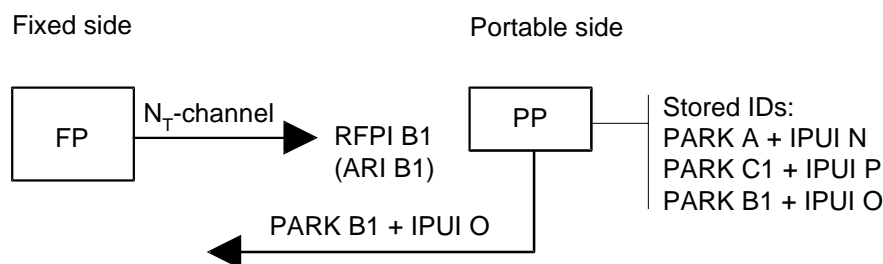 Fixed side
Portable side
FP
N_T-channel
RFPI B1
(ARI B1)
PP
Stored IDs:
PARK A + IPUI N
PARK C1 + IPUI P
PARK B1 + IPUI O
PARK B1 + IPUI O